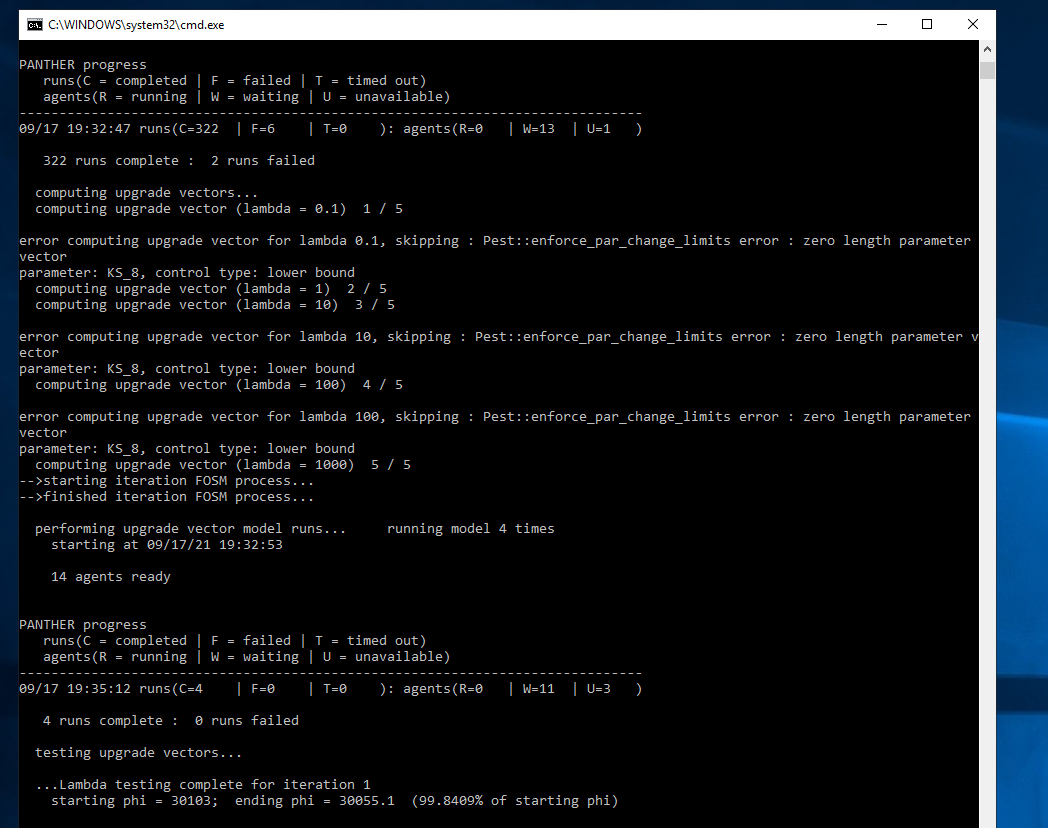 C:\WINDOWS\system32\cmd.exe
PANTHER progress
runs(C = completed | F = failed | T = timed out)
agents(R = running | W = waiting | U = unavailable)
------------------------------------------------------------------------------
09/17 19:32:47 runs(C=322  | F=6    | T=0    ): agents(R=0   | W=13  | U=1   )
322 runs complete :  2 runs failed
computing upgrade vectors...
computing upgrade vector (lambda = 0.1)  1 / 5
error computing upgrade vector for lambda 0.1, skipping : Pest::enforce_par_change_limits error : zero length parameter
vector
parameter: KS_8, control type: lower bound
computing upgrade vector (lambda = 1)  2 / 5
computing upgrade vector (lambda = 10)  3 / 5
error computing upgrade vector for lambda 10, skipping : Pest::enforce_par_change_limits error : zero length parameter v
ector
parameter: KS_8, control type: lower bound
computing upgrade vector (lambda = 100)  4 / 5
error computing upgrade vector for lambda 100, skipping : Pest::enforce_par_change_limits error : zero length parameter
vector
parameter: KS_8, control type: lower bound
computing upgrade vector (lambda = 1000)  5 / 5
-->starting iteration FOSM process...
-->finished iteration FOSM process...
performing upgrade vector model runs...     running model 4 times
starting at 09/17/21 19:32:53
14 agents ready
PANTHER progress
runs(C = completed | F = failed | T = timed out)
agents(R = running | W = waiting | U = unavailable)
------------------------------------------------------------------------------
09/17 19:35:12 runs(C=4    | F=0    | T=0    ): agents(R=0   | W=11  | U=3   )
4 runs complete :  0 runs failed
testing upgrade vectors...
...Lambda testing complete for iteration 1
starting phi = 30103;  ending phi = 30055.1  (99.8409% of starting phi)